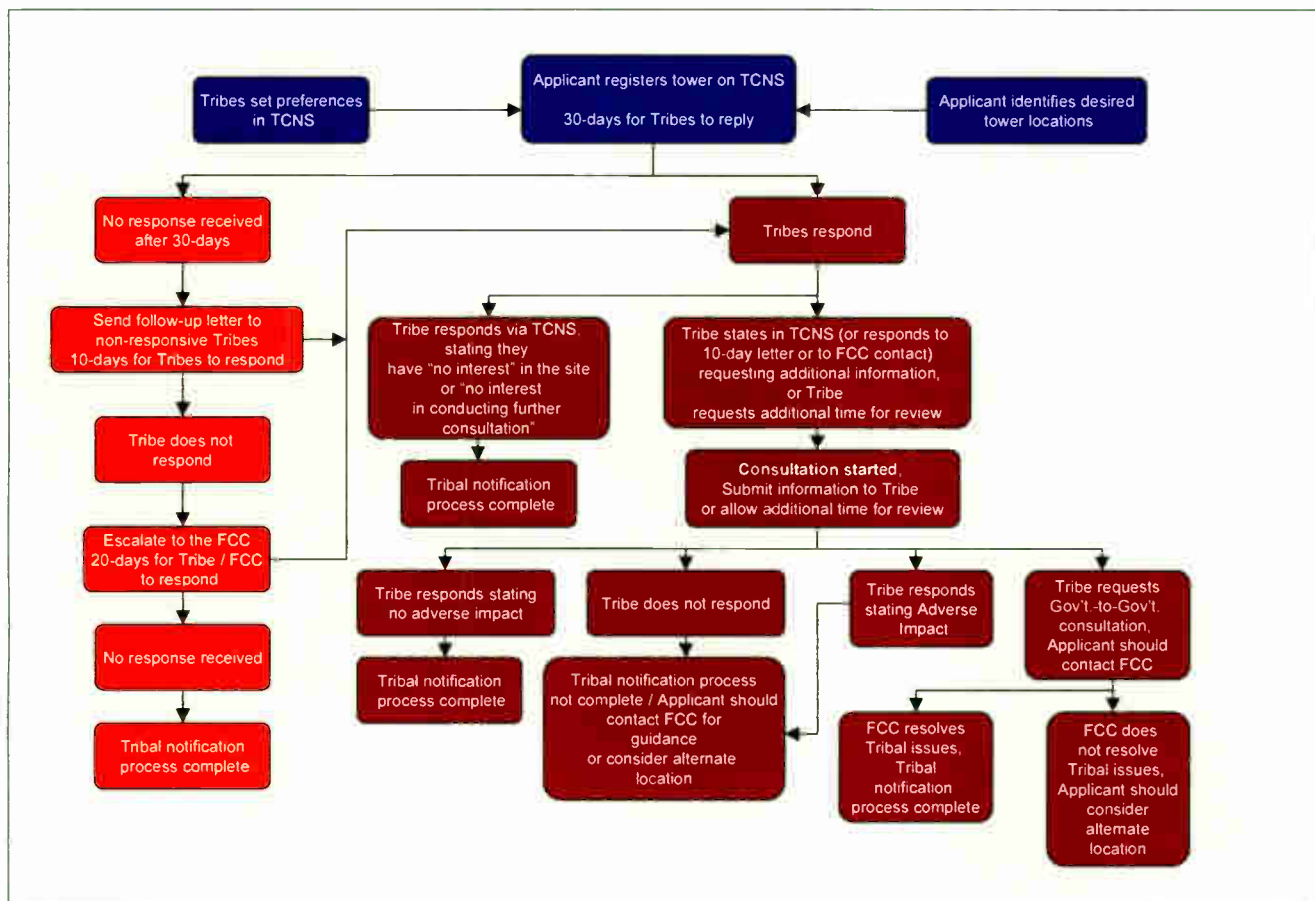 Tribes set preferences
in TCNS
Applicant registers tower on TCNS
30-days for Tribes to reply
Applicant identifies desired
tower locations
No response received
after 30-days
Tribes respond
Send follow-up letter to
non-responsive Tribes
10-days for Tribes to respond
Tribe responds via TCNS,
stating they
have "no interest" in the site
or "no interest
in conducting further
consultation"
Tribe states in TCNS (or responds to
10-day letter or to FCC contact)
requesting additional information,
or Tribe
requests additional time for review
Tribe does not
respond
Tribal notification
process complete
Consultation started,
Submit information to Tribe
or allow additional time for review
Escalate to the FCC
20-days for Tribe / FCC
to respond
Tribe responds stating
no adverse impact
Tribe does not respond
Tribe responds
stating Adverse
Impact
Tribe requests
Gov't.-to-Gov't.
consultation,
Applicant should
contact FCC
No response received
Tribal notification
process complete
Tribal notification process
not complete / Applicant should
contact FCC for
guidance
or consider alternate
location
FCC resolves
Tribal issues,
Tribal
notification
process complete
FCC does
not resolve
Tribal issues,
Applicant should
consider
alternate
location
Tribal notification
process complete